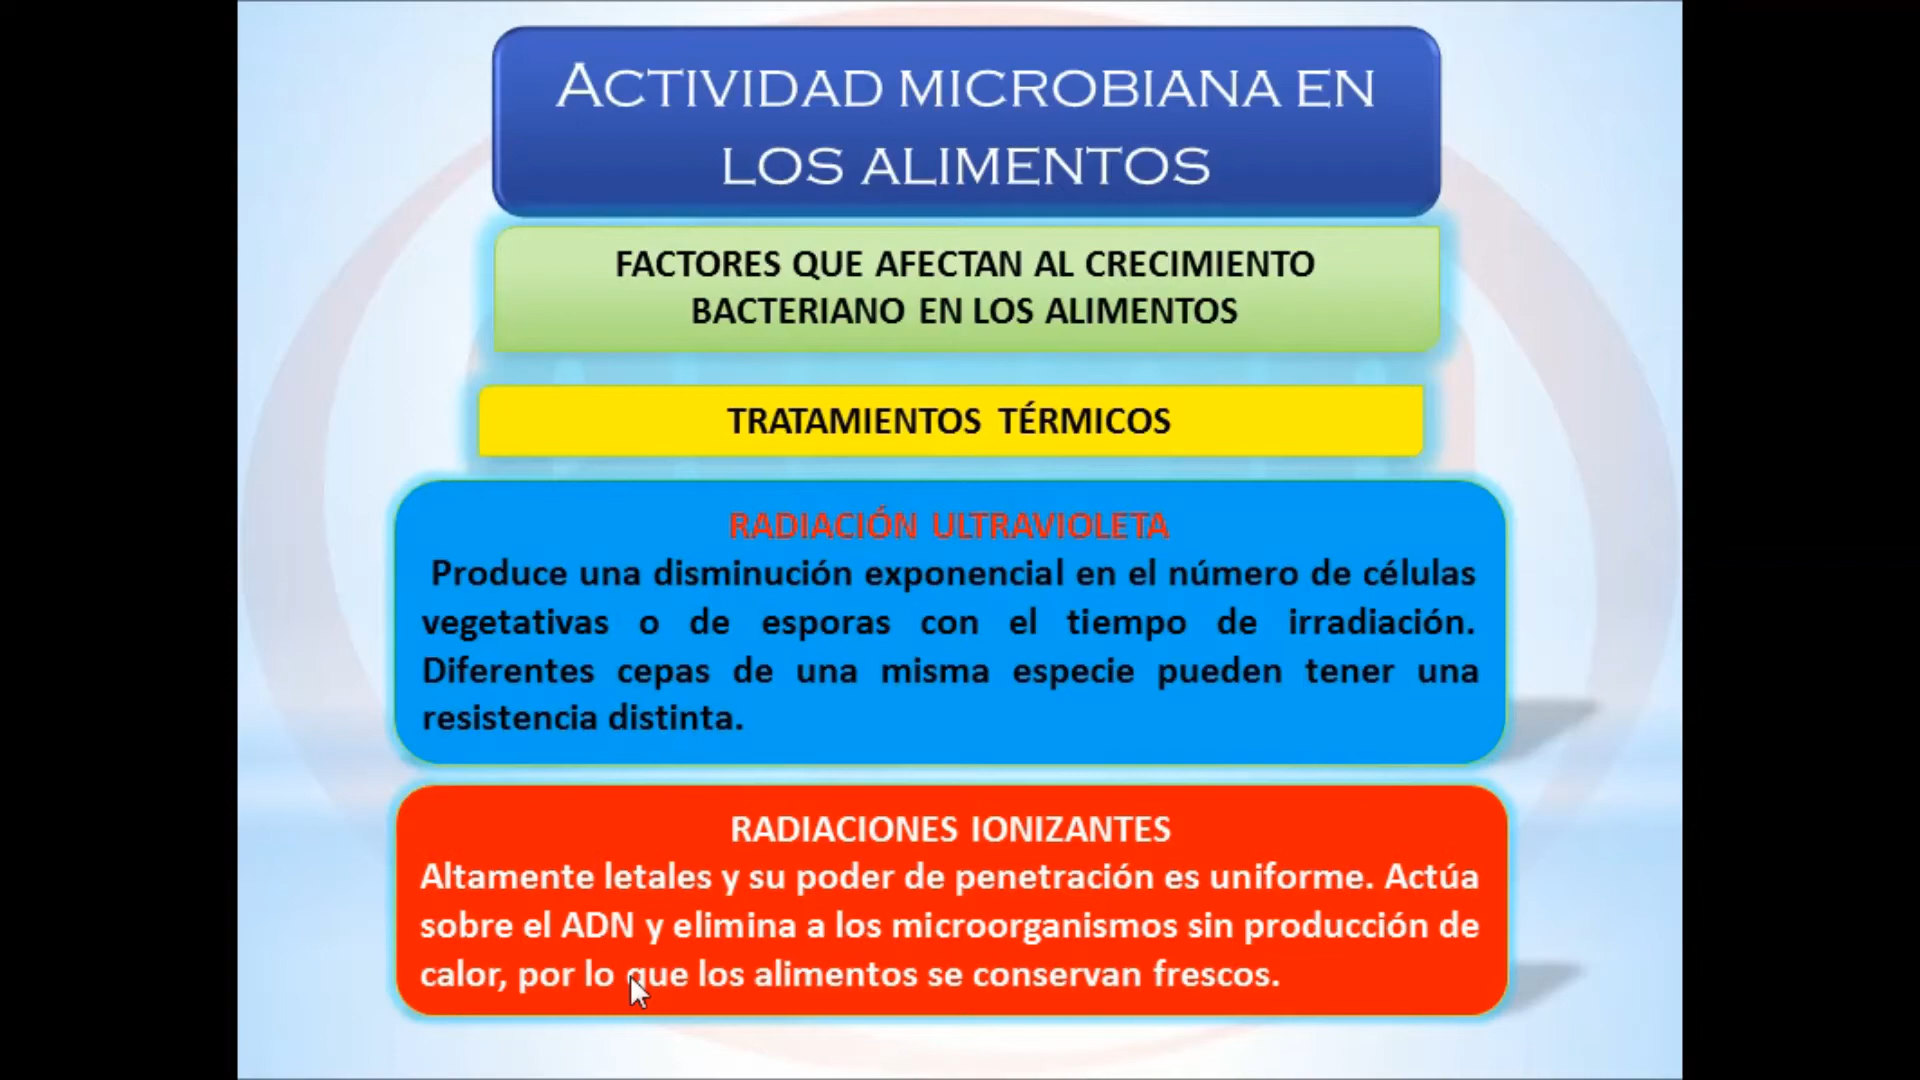 ACTIVIDAD MICROBIANA EN
LOS ALIMENTOS
FACTORES QUE AFECTAN AL CRECIMIENTO
BACTERIANO EN LOS ALIMENTOS
TRATAMIENTOS TÉRMICOS
RADIACIÓN ULTRAVIOLETA
Produce una disminución exponencial en el número de células
vegetativas o de esporas con el tiempo de irradiación.
Diferentes cepas de una misma especie pueden tener una
resistencia distinta.
RADIACIONES IONIZANTES
Altamente letales y su poder de penetración es uniforme. Actúa
sobre el ADN y elimina a los microorganismos sin producción de
calor, por lo que los alimentos se conservan frescos.